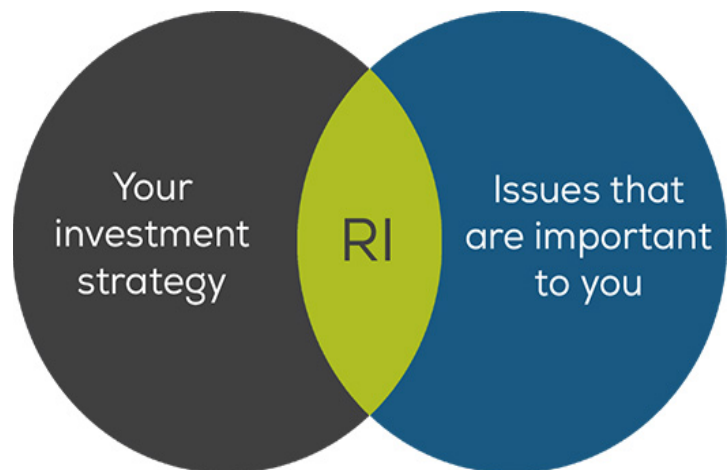 Your
investment
strategy
RI
Issues that
are important
to you